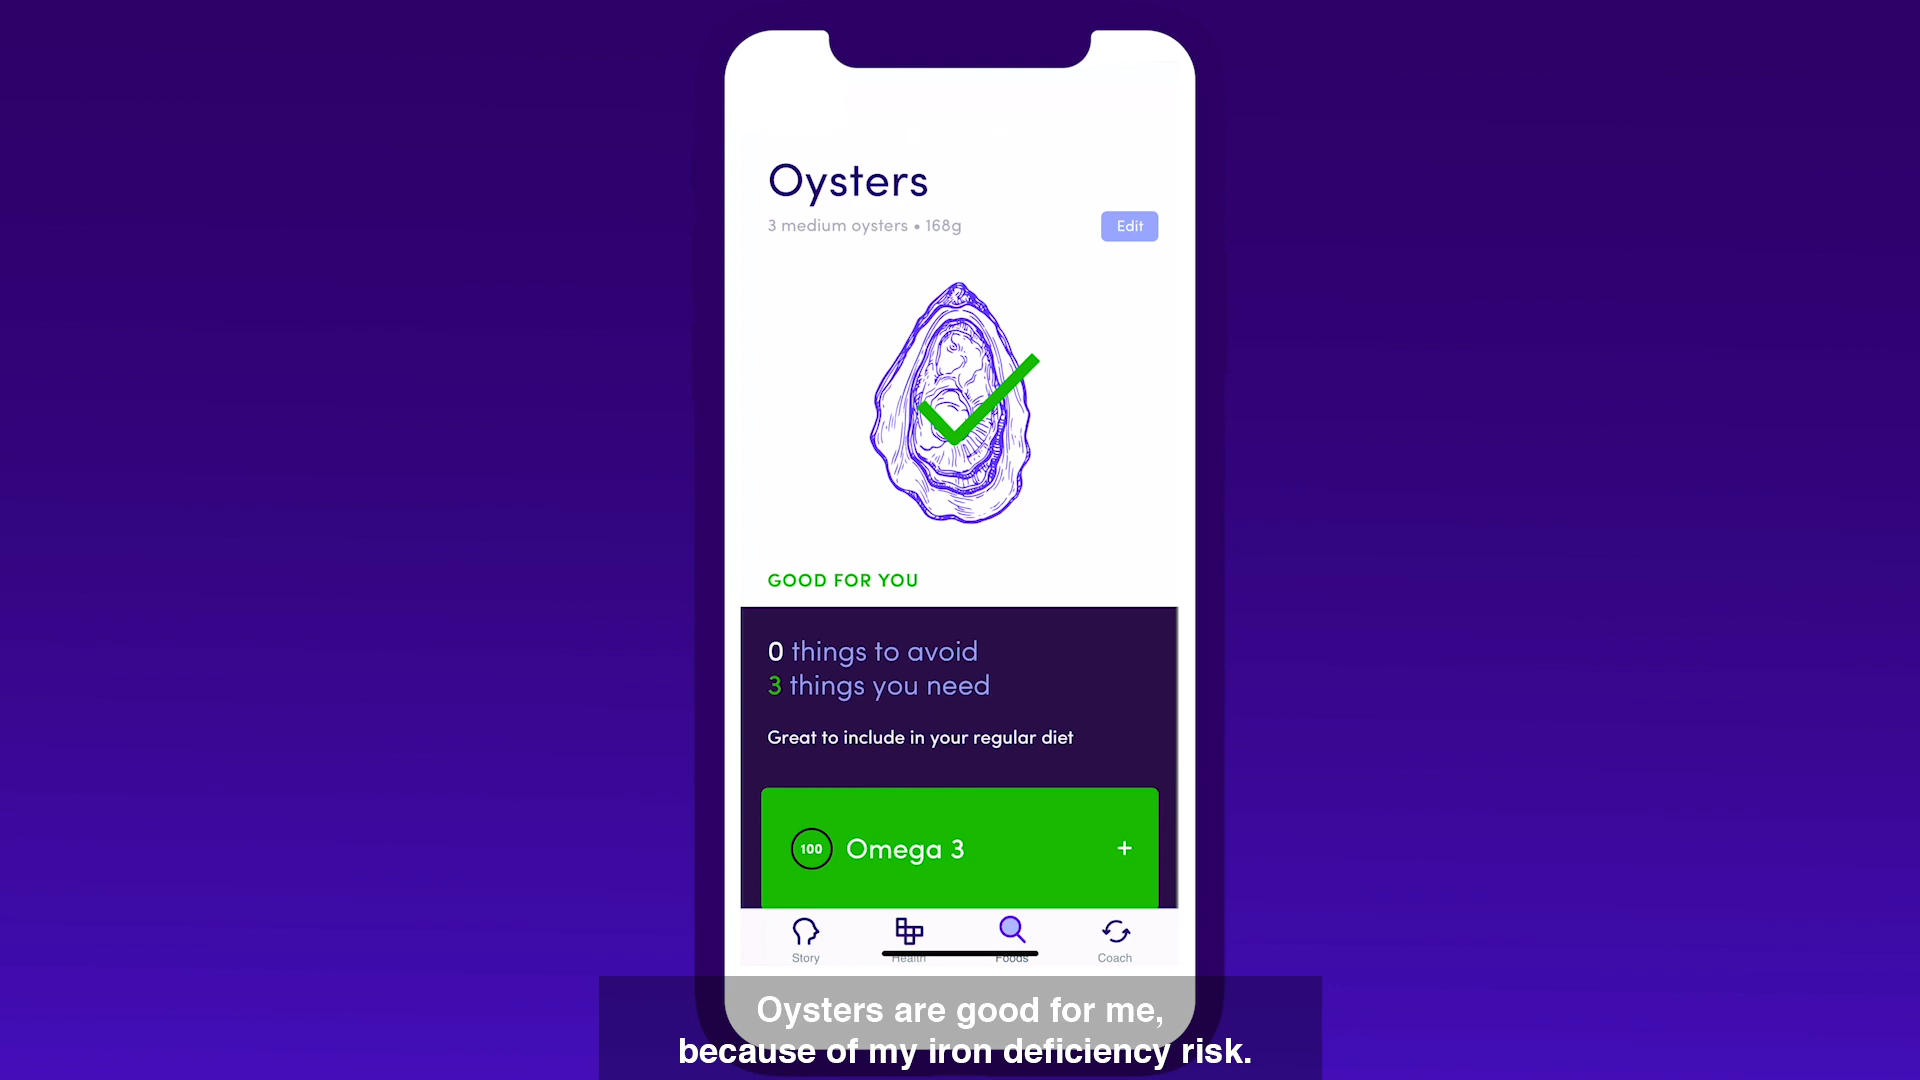 Oysters
3 medium oysters • 168g
Edit
GOOD FOR YOU
0 things to avoid
3 things you need
Great to include in your regular diet
100 Omega 3 +
Story Health Foods Coach
Oysters are good for me,
because of my iron deficiency risk.